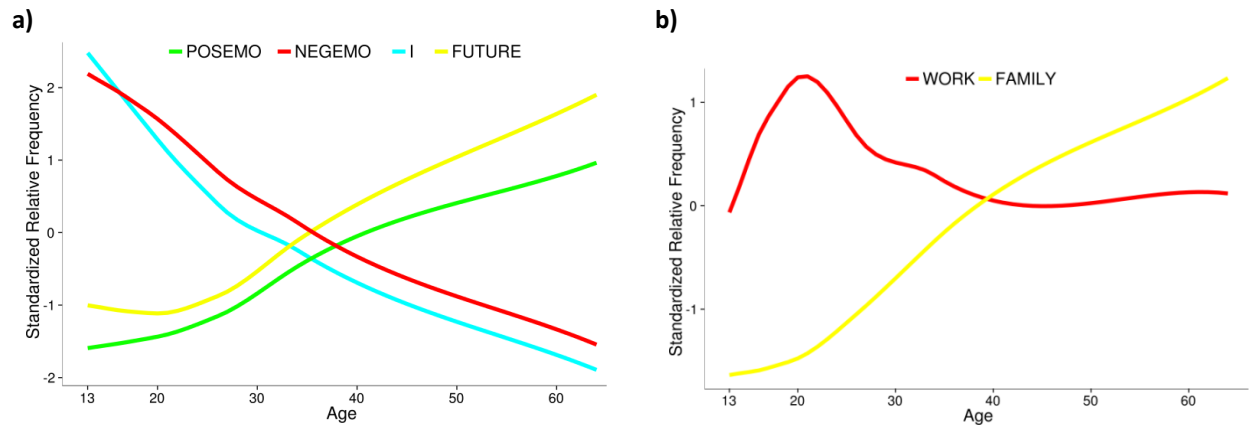 a)
POSEMO NEGEMO I FUTURE
Standardized Relative Frequency
2
1
0
-1
-2
13 20 30 40 50 60
Age
b)
WORK FAMILY
Standardized Relative Frequency
1
0
-1
13 20 30 40 50 60
Age